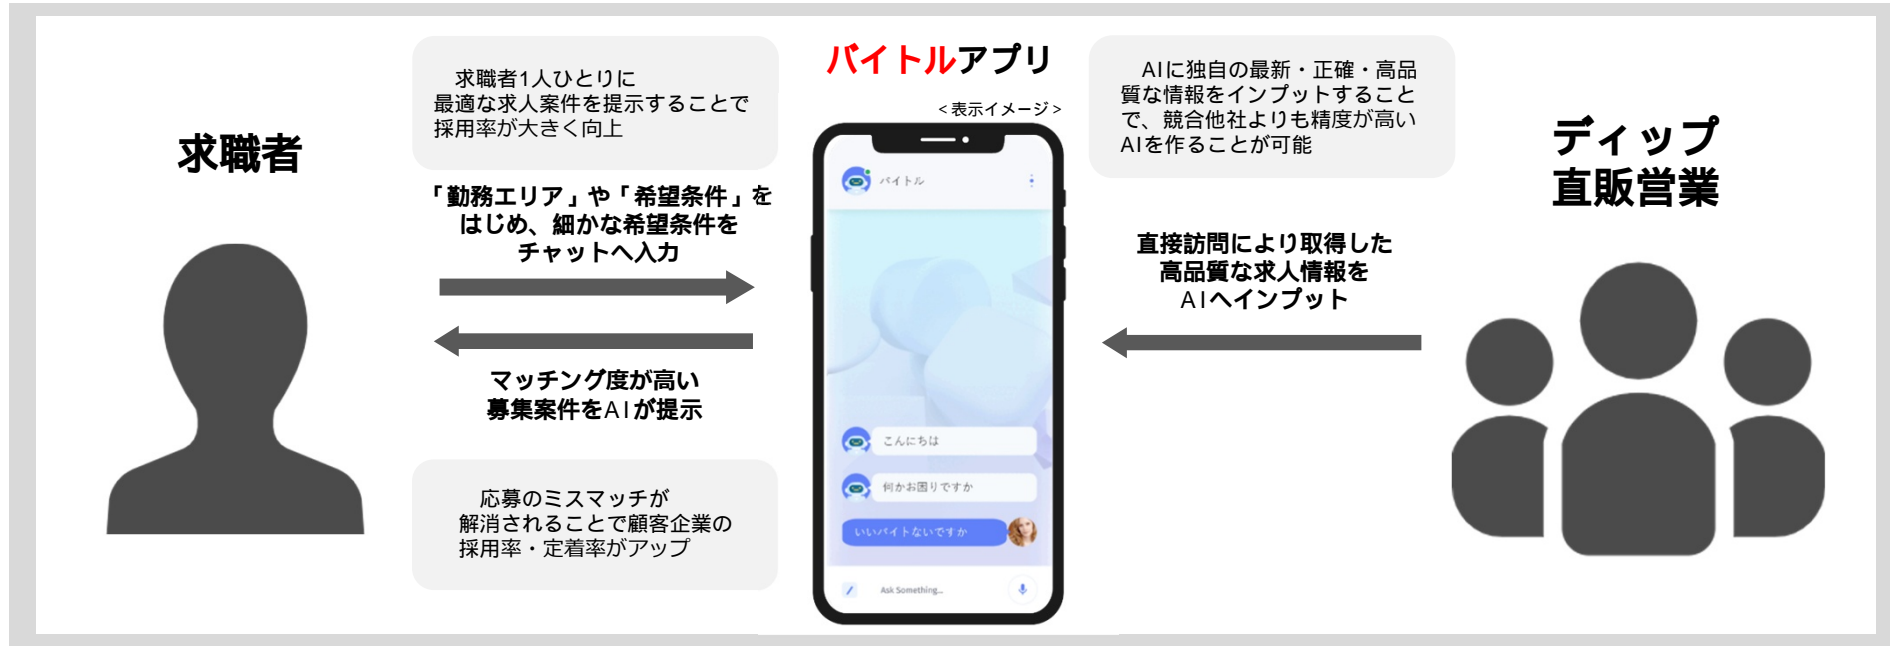 求職者
求職者1人ひとりに
最適な求人案件を提示することで
採用率が大きく向上
「勤務エリア」や「希望条件」を
はじめ、細かな希望条件を
チャットへ入力
マッチング度が高い
募集案件をAIが提示
応募のミスマッチが
解消されることで顧客企業の
採用率・定着率がアップ
バイトルアプリ
<表示イメージ>
バイトル
こんにちは
何かお困りですか
いいバイトないですか
Ask Something...
AIに独自の最新・正確・高品
質な情報をインプットすること
で、競合他社よりも精度が高い
AIを作ることが可能
直接訪問により取得した
高品質な求人情報を
AIへインプット
ディップ
直販営業